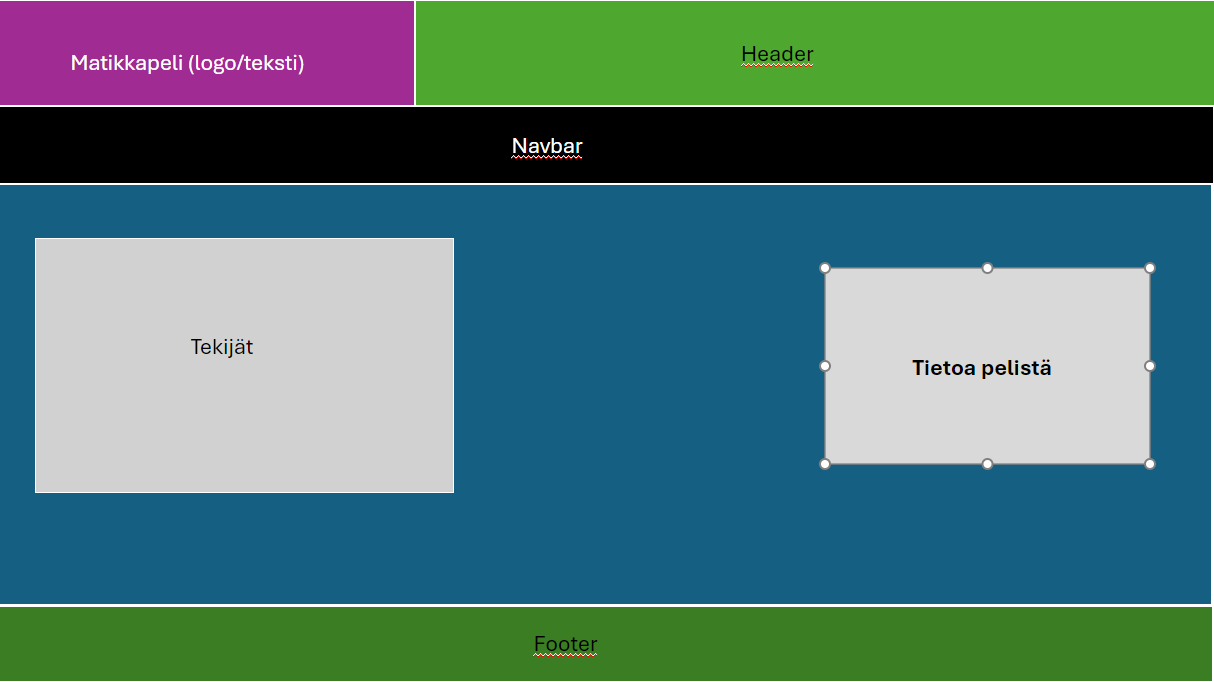 Matikkapeli (logo/teksti)
Header
Navbar
Tekijät
Tietoa pelistä
Footer